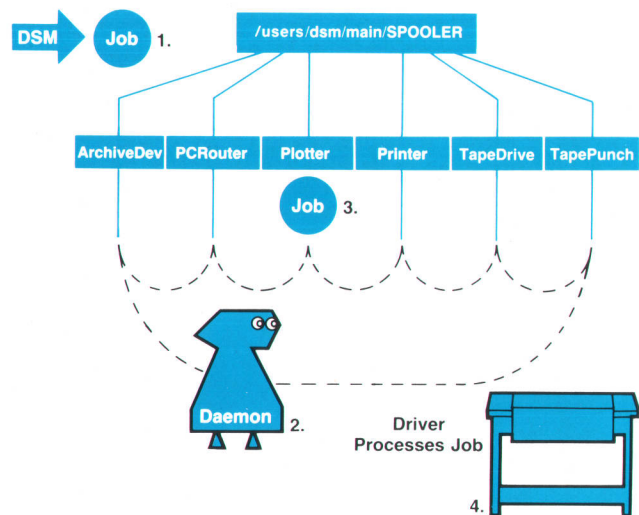 DSM
Job
1.
/users/dsm/main/SPOOLER
ArchiveDev
PCRouter
Plotter
Printer
TapeDrive
TapePunch
Job
3.
Daemon
2.
Driver
Processes Job
4.